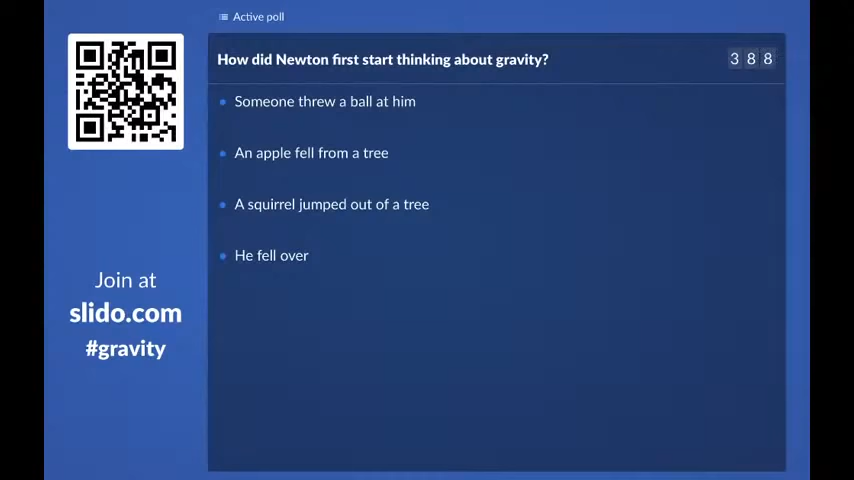 Active poll
How did Newton first start thinking about gravity?
388
Someone threw a ball at him
An apple fell from a tree
A squirrel jumped out of a tree
He fell over
Join at
slido.com
#gravity